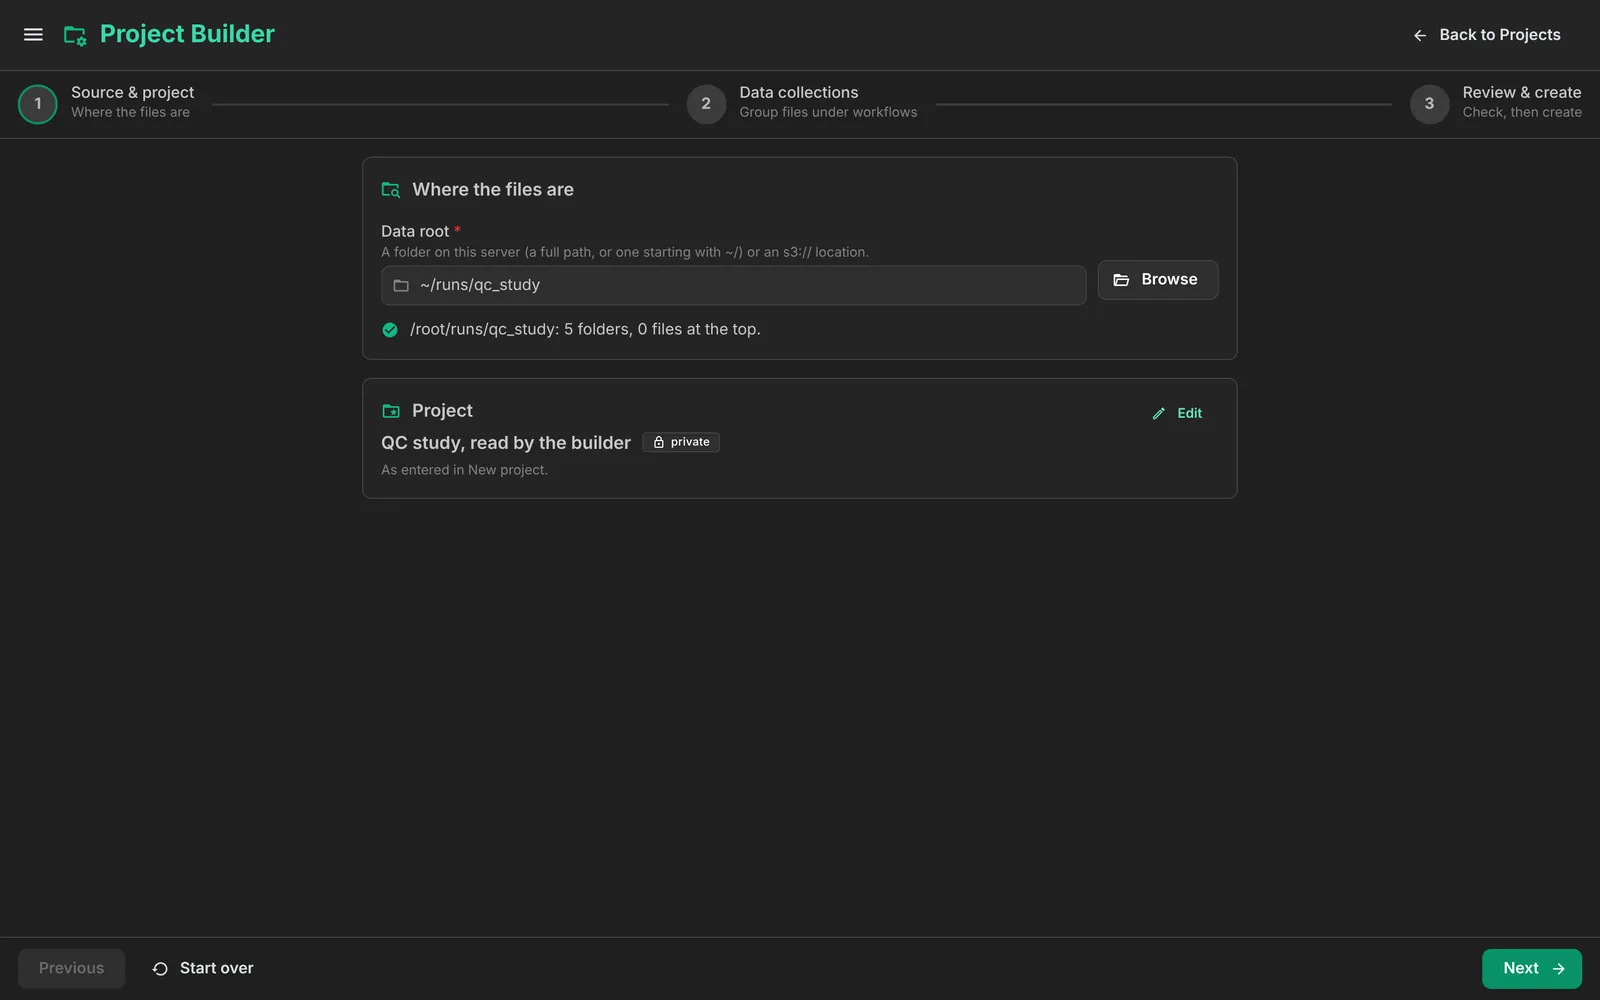 Project Builder
Back to Projects
1
Source & project
Where the files are
2
Data collections
Group files under workflows
3
Review & create
Check, then create
Where the files are
Data root *
A folder on this server (a full path, or one starting with ~/) or an s3:// location.
~/runs/qc_study
Browse
/root/runs/qc_study: 5 folders, 0 files at the top.
Project
Edit
QC study, read by the builder
private
As entered in New project.
Previous
Start over
Next